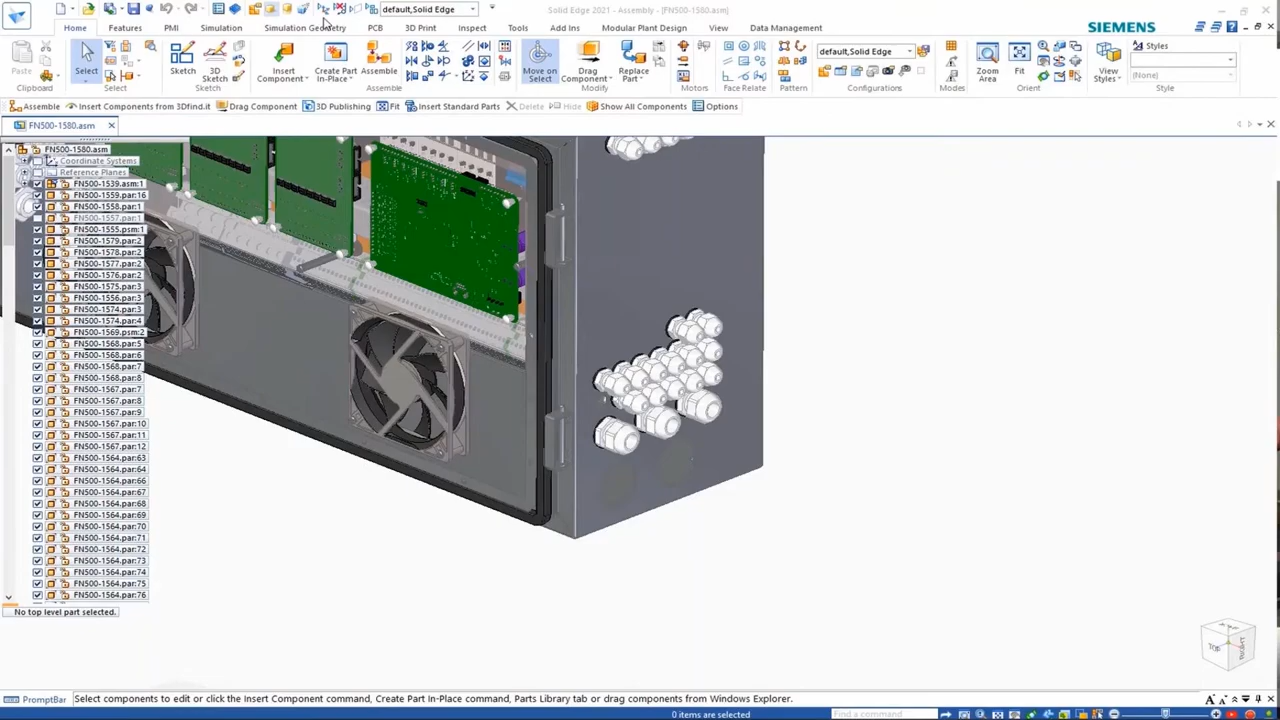 default,Solid Edge
Solid Edge 2021 - Assembly - [FN500-1580.asm]
Home Features PMI Simulation Simulation Geometry PCB 3D Print Inspect Tools Add Ins Modular Plant Design View Data Management
SIEMENS
Paste
Clipboard
Select
Select
Sketch
3D Sketch
Sketch
Insert Component
Create Part In-Place
Assemble
Assemble
Move on Select
Drag Component
Replace Part
Modify
Motors
Face Relate
Pattern
default,Solid Edge
Configurations
Modes
Zoom Area
Fit
Orient
View Styles
Styles
(None)
Style
Assemble Insert Components from 3Dfind.it Drag Component 3D Publishing Fit Insert Standard Parts Delete Hide Show All Components Options
FN500-1580.asm
FN500-1580.asm
Coordinate Systems
Reference Planes
FN500-1539.asm:1
FN500-1559.par:16
FN500-1558.par:1
FN500-1557.par:1
FN500-1555.psm:1
FN500-1579.par:2
FN500-1578.par:2
FN500-1577.par:2
FN500-1576.par:2
FN500-1575.par:3
FN500-1556.par:3
FN500-1574.par:3
FN500-1574.par:4
FN500-1569.psm:2
FN500-1568.par:5
FN500-1568.par:6
FN500-1568.par:7
FN500-1568.par:8
FN500-1567.par:7
FN500-1567.par:8
FN500-1567.par:9
FN500-1567.par:10
FN500-1567.par:11
FN500-1567.par:12
FN500-1564.par:63
FN500-1564.par:64
FN500-1564.par:66
FN500-1564.par:67
FN500-1564.par:68
FN500-1564.par:69
FN500-1564.par:70
FN500-1564.par:71
FN500-1564.par:72
FN500-1564.par:73
FN500-1564.par:74
FN500-1564.par:75
FN500-1564.par:76
No top level part selected.
TOP
RIGHT
PromptBar
Select components to edit or click the Insert Component command, Create Part In-Place command, Parts Library tab or drag components from Windows Explorer.
0 items are selected
Find a command